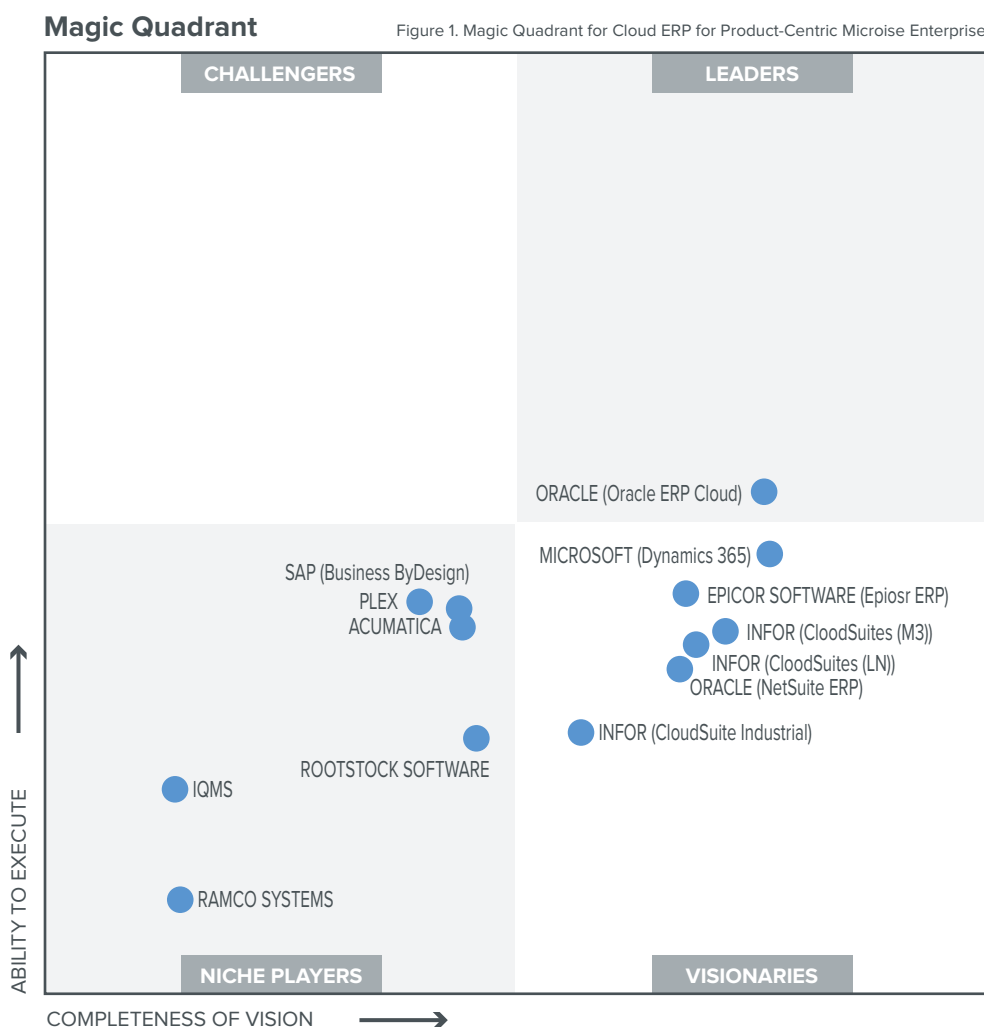 Magic Quadrant
Figure 1. Magic Quadrant for Cloud ERP for Product-Centric Microise Enterprise
CHALLENGERS
LEADERS
ORACLE (Oracle ERP Cloud)
MICROSOFT (Dynamics 365)
SAP (Business ByDesign)
PLEX
EPICOR SOFTWARE (Epiosr ERP)
ACUMATICA
INFOR (CloodSuites (M3))
INFOR (CloodSuites (LN))
ORACLE (NetSuite ERP)
INFOR (CloudSuite Industrial)
ROOTSTOCK SOFTWARE
IQMS
RAMCO SYSTEMS
ABILITY TO EXECUTE
NICHE PLAYERS
VISIONARIES
COMPLETENESS OF VISION